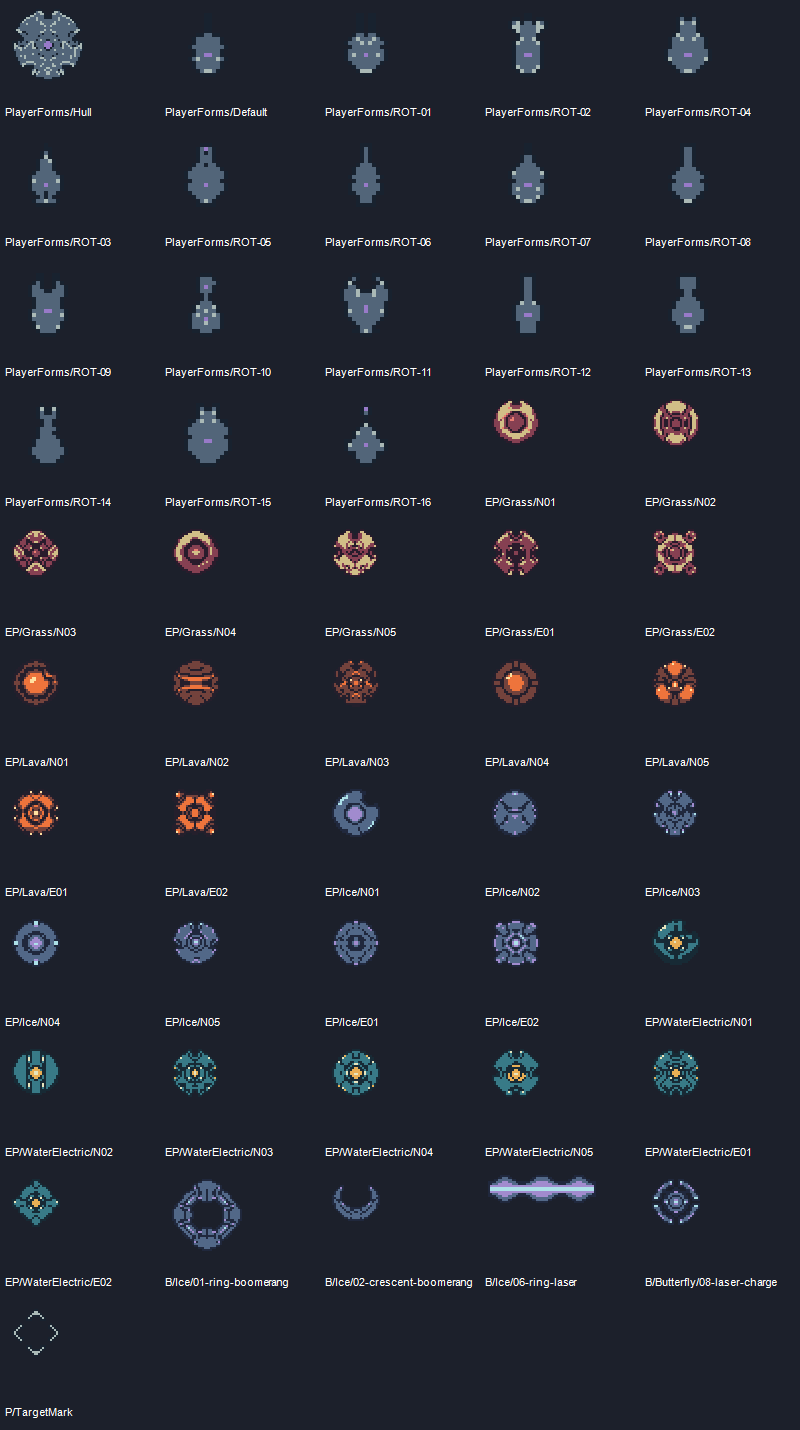 PlayerForms/Hull
PlayerForms/Default
PlayerForms/ROT-01
PlayerForms/ROT-02
PlayerForms/ROT-04
PlayerForms/ROT-03
PlayerForms/ROT-05
PlayerForms/ROT-06
PlayerForms/ROT-07
PlayerForms/ROT-08
PlayerForms/ROT-09
PlayerForms/ROT-10
PlayerForms/ROT-11
PlayerForms/ROT-12
PlayerForms/ROT-13
PlayerForms/ROT-14
PlayerForms/ROT-15
PlayerForms/ROT-16
EP/Grass/N01
EP/Grass/N02
EP/Grass/N03
EP/Grass/N04
EP/Grass/N05
EP/Grass/E01
EP/Grass/E02
EP/Lava/N01
EP/Lava/N02
EP/Lava/N03
EP/Lava/N04
EP/Lava/N05
EP/Lava/E01
EP/Lava/E02
EP/Ice/N01
EP/Ice/N02
EP/Ice/N03
EP/Ice/N04
EP/Ice/N05
EP/Ice/E01
EP/Ice/E02
EP/WaterElectric/N01
EP/WaterElectric/N02
EP/WaterElectric/N03
EP/WaterElectric/N04
EP/WaterElectric/N05
EP/WaterElectric/E01
EP/WaterElectric/E02
B/Ice/01-ring-boomerang
B/Ice/02-crescent-boomerang
B/Ice/06-ring-laser
B/Butterfly/08-laser-charge
P/TargetMark